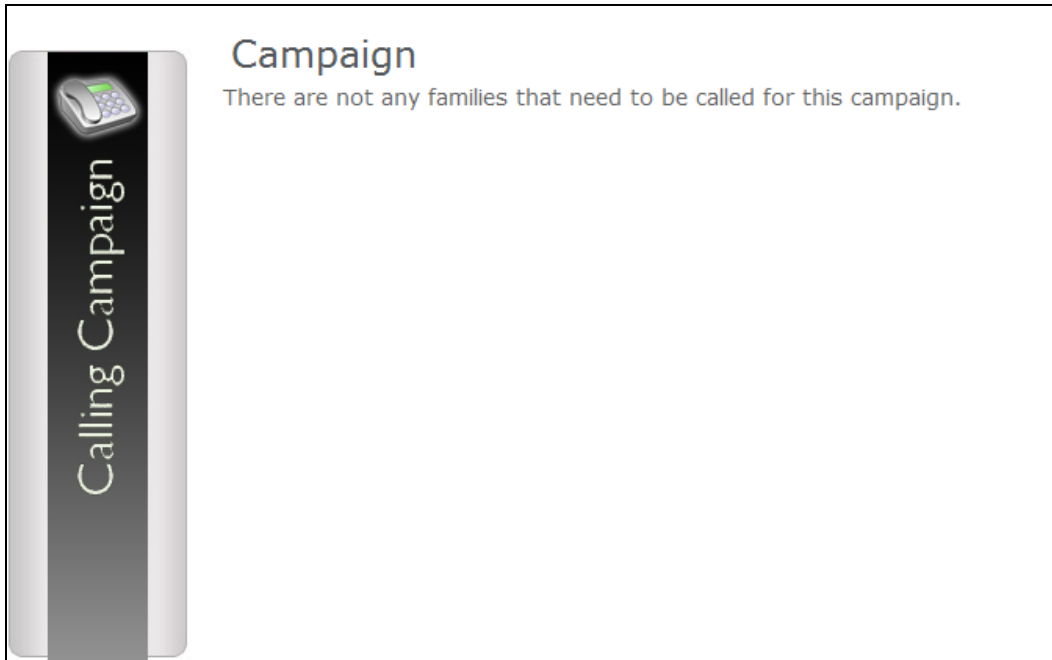 Campaign
There are not any families that need to be called for this campaign.
Calling Campaign